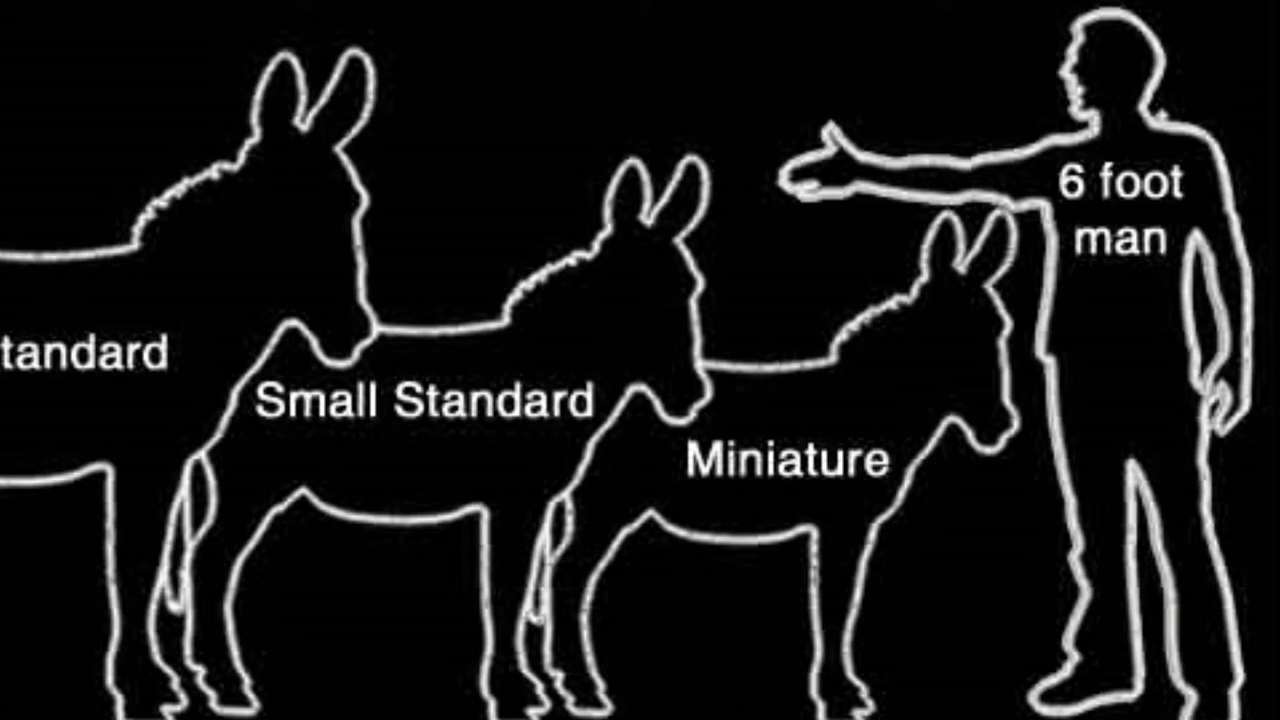 tandard
Small Standard
Miniature
6 foot
man